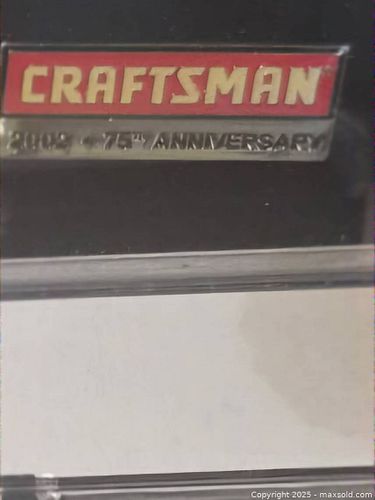 CRAFTSMAN
2002 • 75TH ANNIVERSARY
Copyright 2025 - maxsold.com